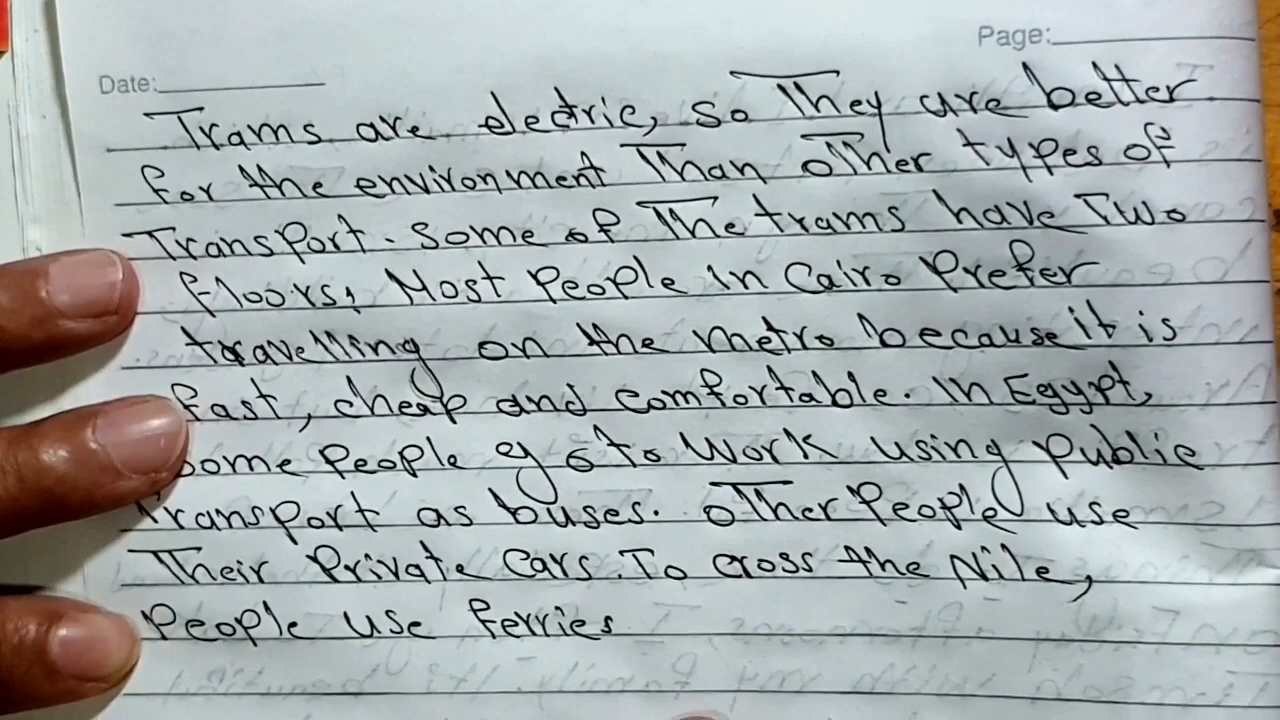 Page:
Date:
Trams are electric, so They are better
for the environment Than other types of
Transport. Some of The trams have Two
floors, Most People in Cairo Prefer
travelling on the metro because it is
fast, cheap and comfortable. In Egypt,
some People go to work using public
Transport as buses. other People use
Their Private cars. To cross the Nile,
People use ferries